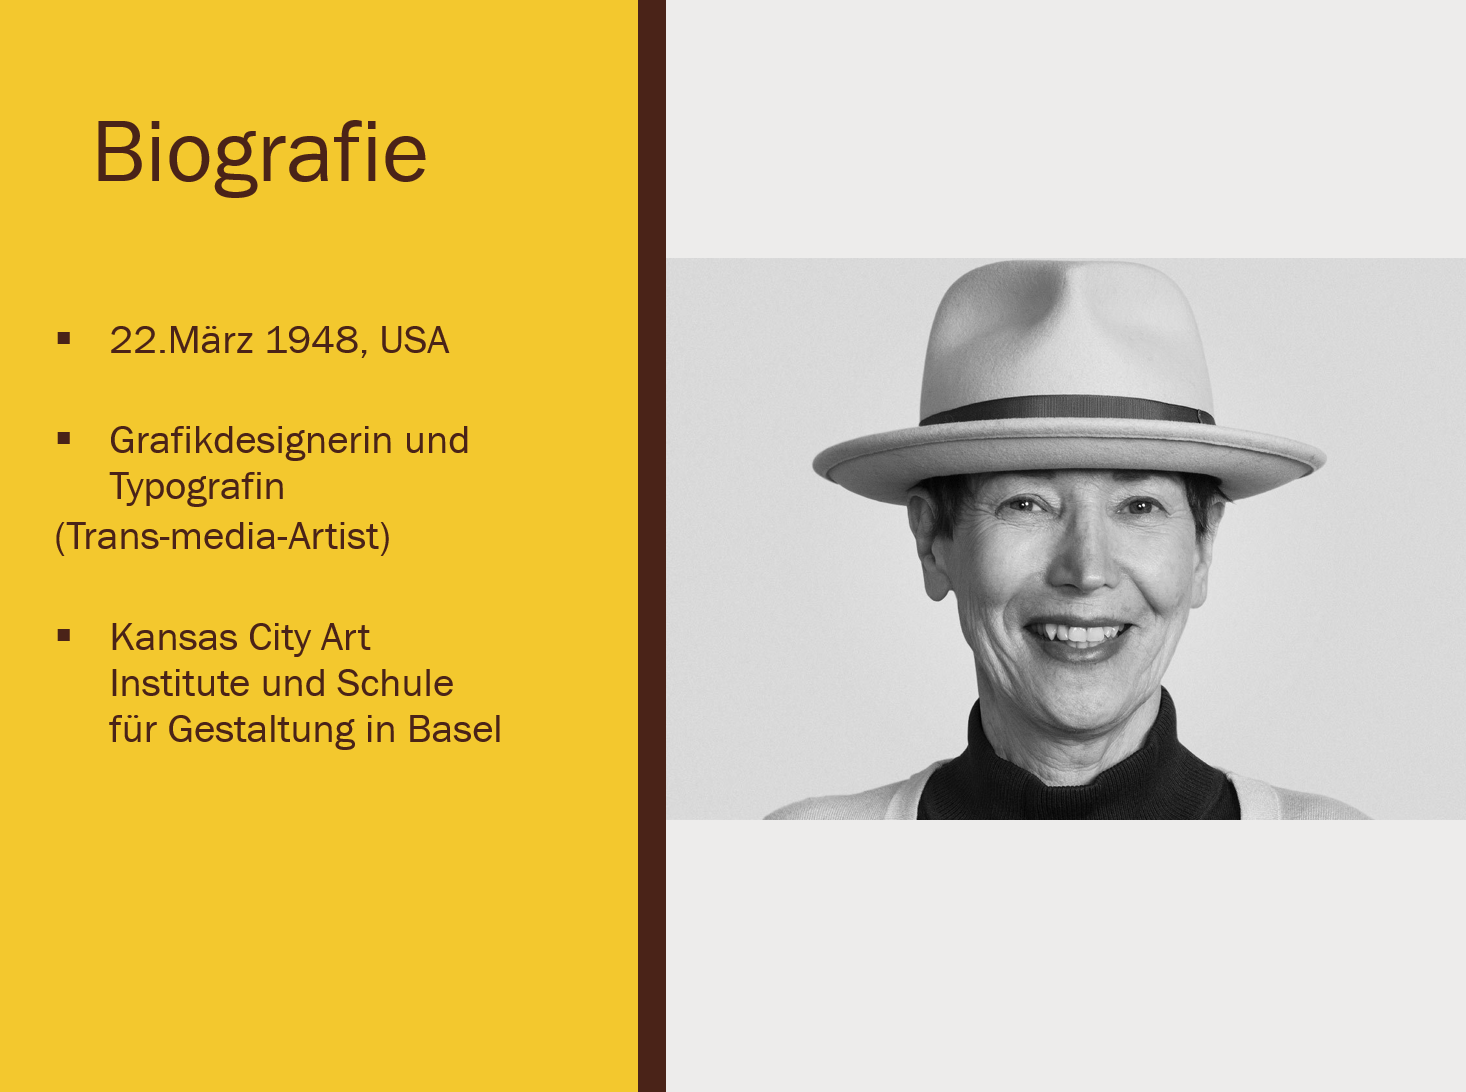 Biografie
▪ 22.März 1948, USA
▪ Grafikdesignerin und
Typografin
(Trans-media-Artist)
▪ Kansas City Art
Institute und Schule
für Gestaltung in Basel